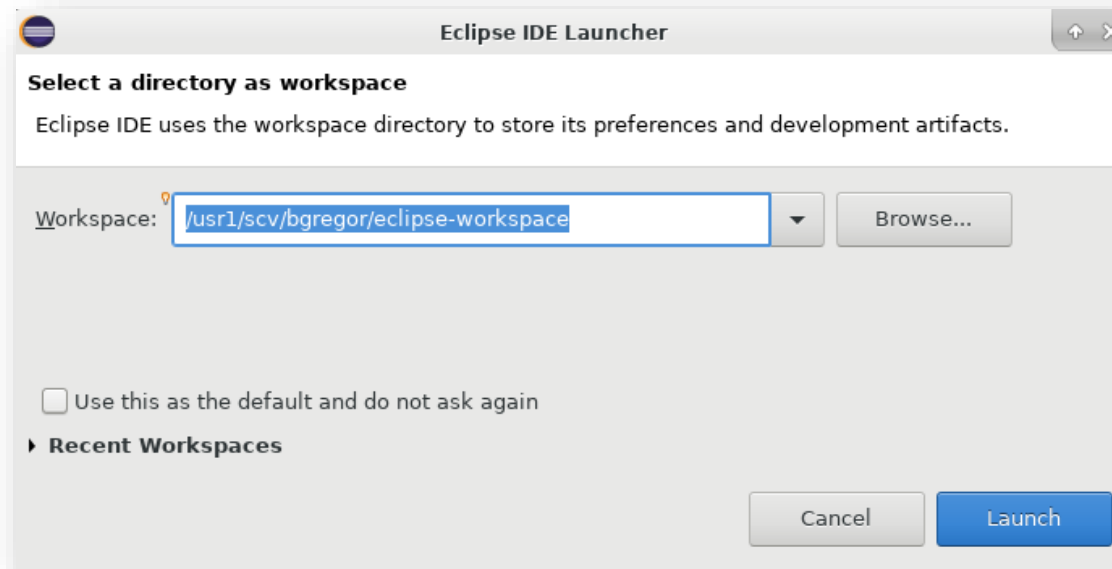 Eclipse IDE Launcher
Select a directory as workspace
Eclipse IDE uses the workspace directory to store its preferences and development artifacts.
Workspace: /usr1/scv/bgregor/eclipse-workspace Browse...
Use this as the default and do not ask again
Recent Workspaces
Cancel Launch